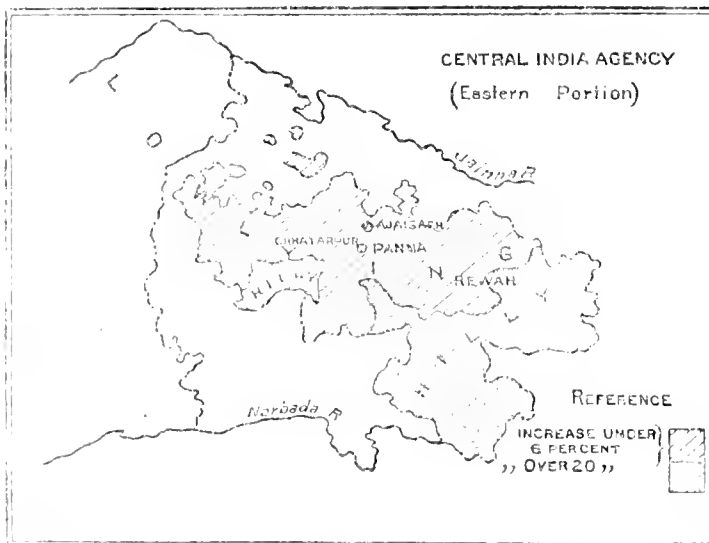 CENTRAL INDIA AGENCY
(Eastern Portion)
Jamna R
AJAIGARH
CHHATARPUR
PANNA
G
N
REWAH
Narbada R
REFERENCE
INCREASE UNDER
6 PERCENT
,, OVER 20 ,,